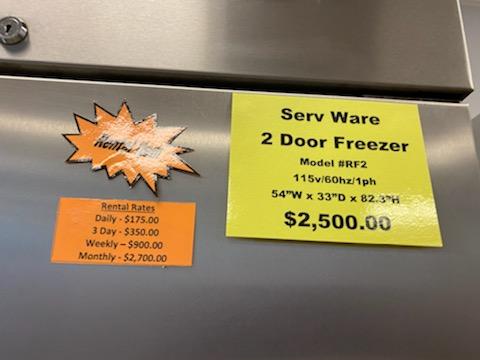 Rental
Rental Rates
Daily - $175.00
3 Day - $350.00
Weekly – $900.00
Monthly - $2,700.00
Serv Ware
2 Door Freezer
Model #RF2
115v/60hz/1ph
54"W x 33"D x 82.3"H
$2,500.00